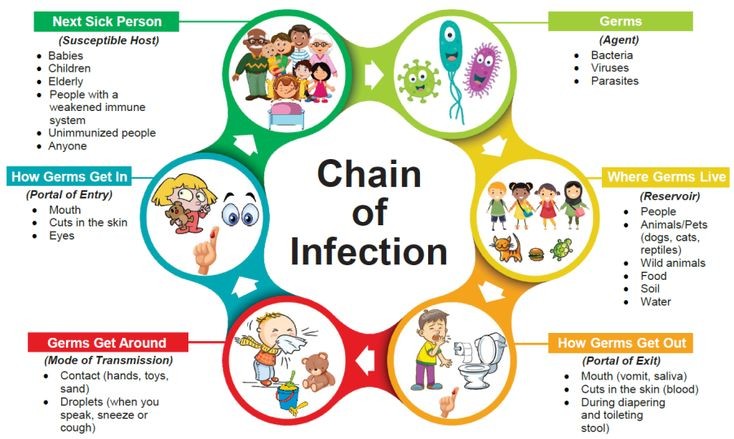 Chain
of
Infection
Next Sick Person
(Susceptible Host)
• Babies
• Children
• Elderly
• People with a
weakened immune
system
• Unimmunized people
• Anyone
Germs
(Agent)
• Bacteria
• Viruses
• Parasites
Where Germs Live
(Reservoir)
• People
• Animals/Pets
(dogs, cats,
reptiles)
• Wild animals
• Food
• Soil
• Water
How Germs Get Out
(Portal of Exit)
• Mouth (vomit, saliva)
• Cuts in the skin (blood)
• During diapering
and toileting
stool)
Germs Get Around
(Mode of Transmission)
• Contact (hands, toys,
sand)
• Droplets (when you
speak, sneeze or
cough)
How Germs Get In
(Portal of Entry)
• Mouth
• Cuts in the skin
• Eyes